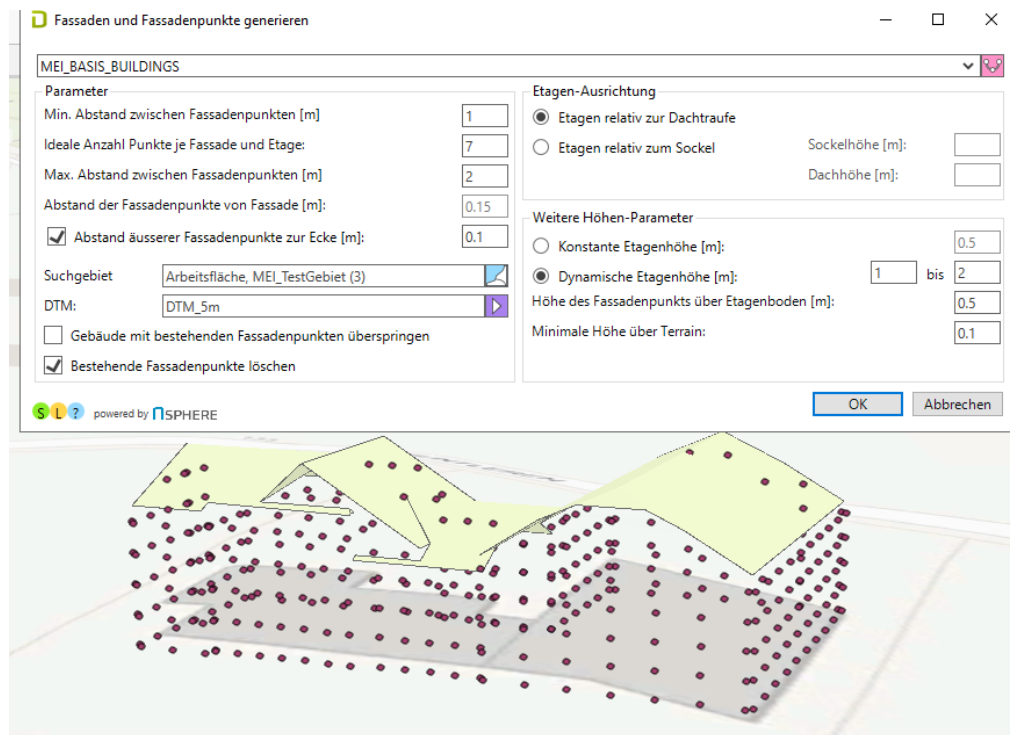 Fassaden und Fassadenpunkte generieren
MEI_BASIS_BUILDINGS
Parameter
Min. Abstand zwischen Fassadenpunkten [m]
1
Ideale Anzahl Punkte je Fassade und Etage:
7
Max. Abstand zwischen Fassadenpunkten [m]
2
Abstand der Fassadenpunkte von Fassade [m]:
0.15
Abstand äusserer Fassadenpunkte zur Ecke [m]:
0.1
Suchgebiet
Arbeitsfläche, MEI_TestGebiet (3)
DTM:
DTM_5m
Gebäude mit bestehenden Fassadenpunkten überspringen
Bestehende Fassadenpunkte löschen
Etagen-Ausrichtung
Etagen relativ zur Dachtraufe
Etagen relativ zum Sockel
Sockelhöhe [m]:
Dachhöhe [m]:
Weitere Höhen-Parameter
Konstante Etagenhöhe [m]:
0.5
Dynamische Etagenhöhe [m]:
1 bis 2
Höhe des Fassadenpunkts über Etagenboden [m]:
0.5
Minimale Höhe über Terrain:
0.1
S L ? powered by NSPHERE
OK
Abbrechen